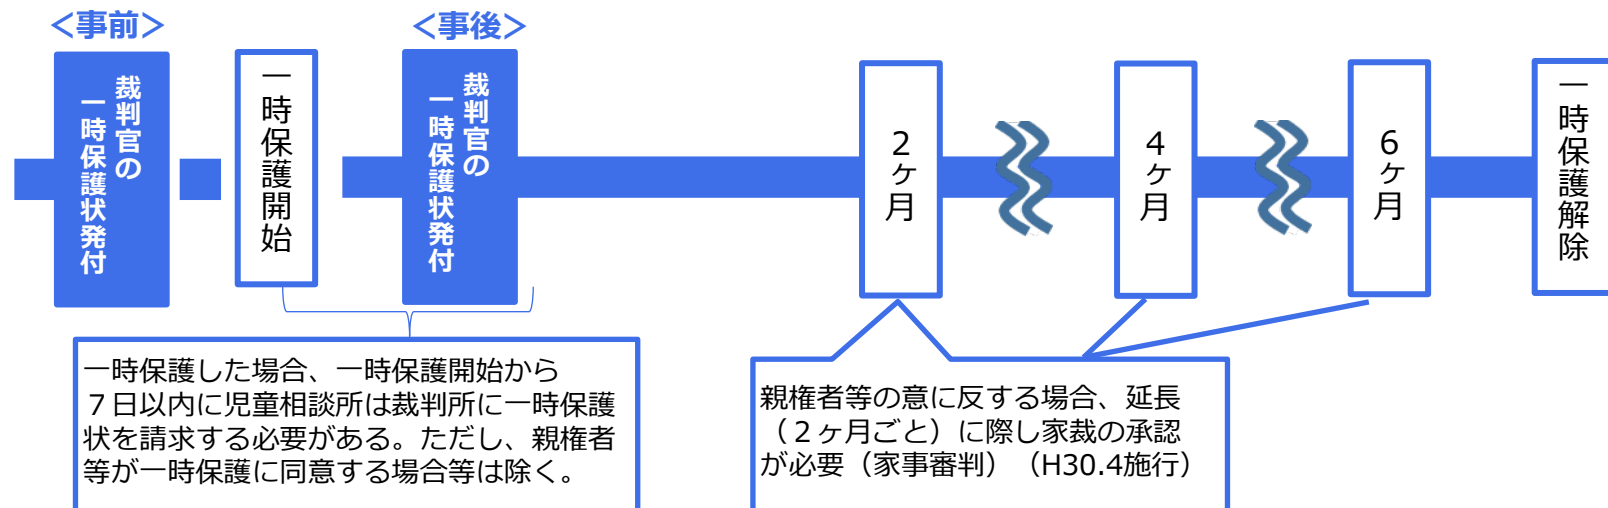 ＜事前＞
裁判官の
一時保護状発付
一時保護開始
＜事後＞
裁判官の
一時保護状発付
２ヶ月
４ヶ月
６ヶ月
一時保護解除
一時保護した場合、一時保護開始から
７日以内に児童相談所は裁判所に一時保護
状を請求する必要がある。ただし、親権者
等が一時保護に同意する場合等は除く。
親権者等の意に反する場合、延長
（２ヶ月ごと）に際し家裁の承認
が必要（家事審判）（H30.4施行）